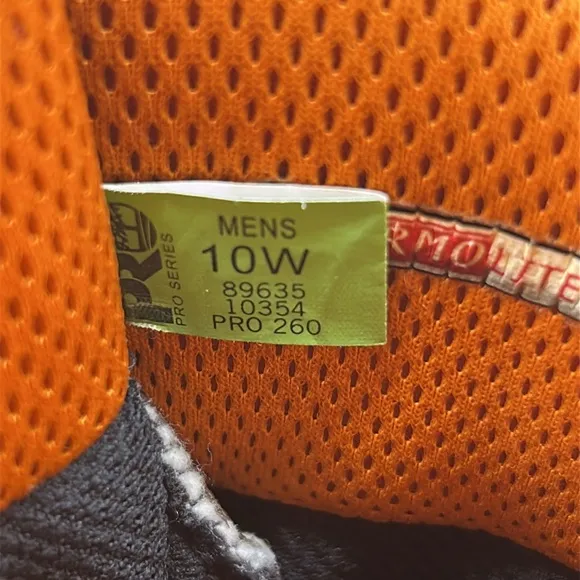 MENS
10W
89635
10354
PRO 260
PRO SERIES
RMOLITE